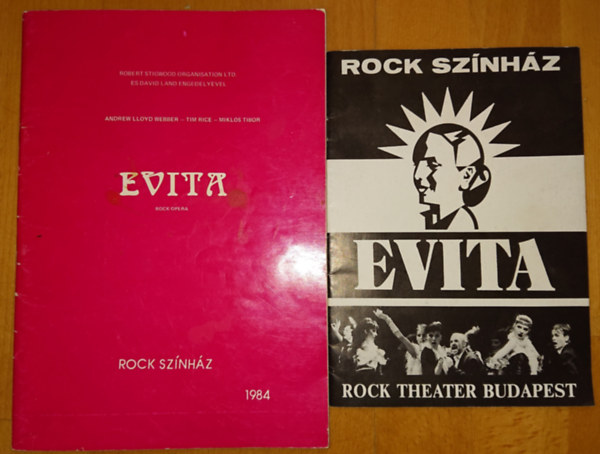 ROBERT STIGWOOD ORGANISATION LTD.
ÉS DAVID LAND ENGEDÉLYÉVEL
ANDREW LLOYD WEBBER – TIM RICE – MIKLÓS TIBOR
EVITA
ROCK OPERA
ROCK SZÍNHÁZ
1984
ROCK SZÍNHÁZ
EVITA
ROCK THEATER BUDAPEST